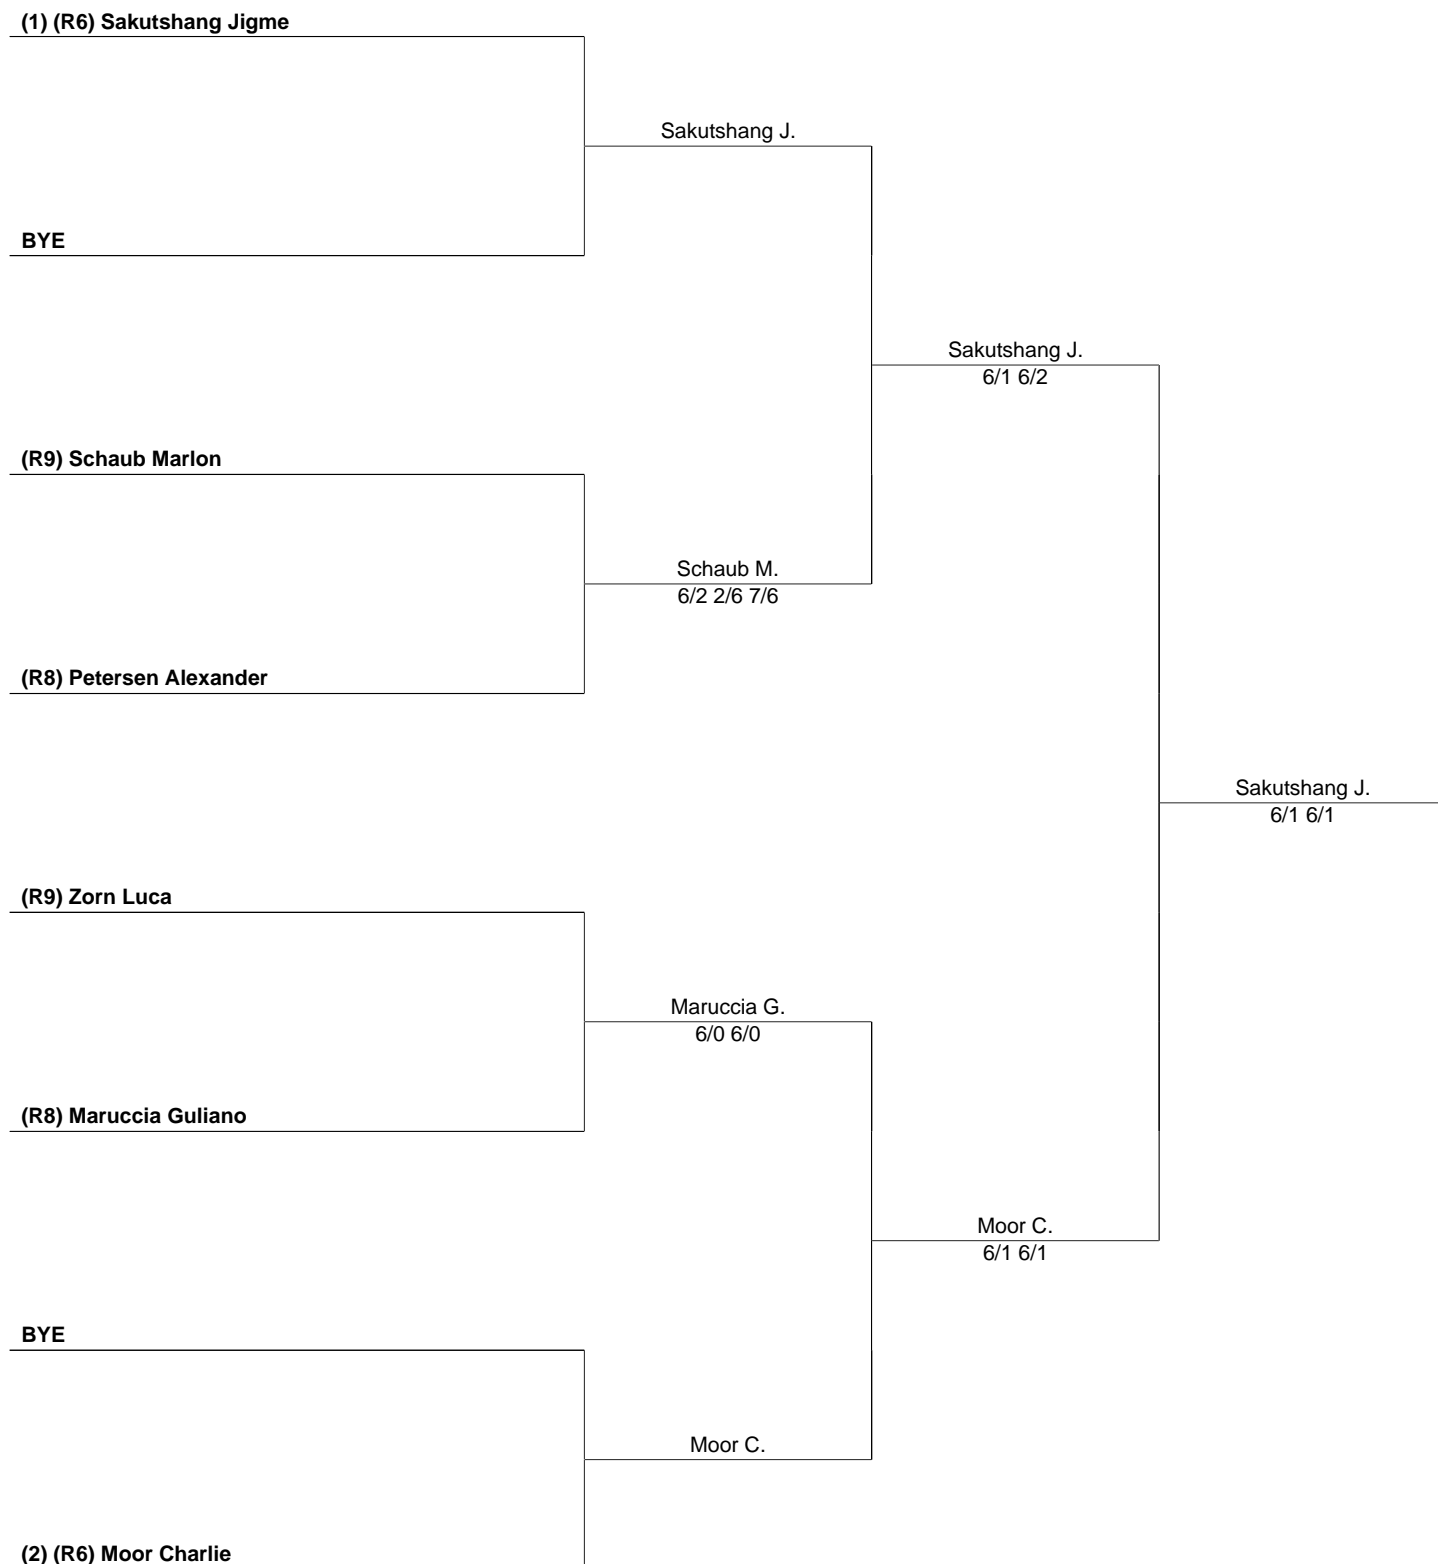 (1) (R6) Sakutshang Jigme
Sakutshang J.
BYE
Sakutshang J.
6/1 6/2
(R9) Schaub Marlon
Schaub M.
6/2 2/6 7/6
(R8) Petersen Alexander
Sakutshang J.
6/1 6/1
(R9) Zorn Luca
Maruccia G.
6/0 6/0
(R8) Maruccia Guliano
Moor C.
6/1 6/1
BYE
Moor C.
(2) (R6) Moor Charlie